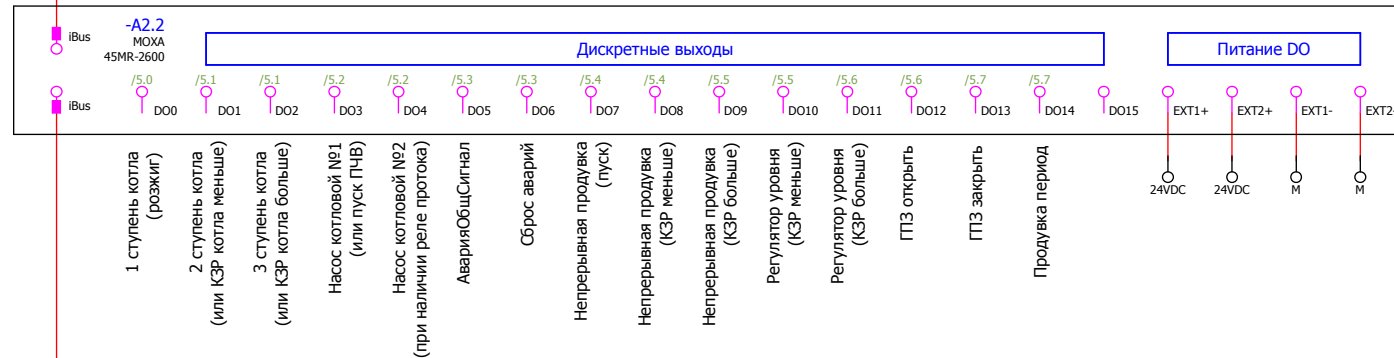 -A2.2
MOXA
45MR-2600
iBus
iBus
Дискретные выходы
Питание DO
/5.0
/5.1
/5.1
/5.2
/5.2
/5.3
/5.3
/5.4
/5.4
/5.5
/5.5
/5.6
/5.6
/5.7
/5.7
DO0
DO1
DO2
DO3
DO4
DO5
DO6
DO7
DO8
DO9
DO10
DO11
DO12
DO13
DO14
DO15
EXT1+
EXT2+
EXT1-
EXT2-
24VDC
24VDC
M
M
1 ступень котла
(розжиг)
2 ступень котла
(или КЗР котла меньше)
3 ступень котла
(или КЗР котла больше)
Насос котловой №1
(или пуск ПЧВ)
Насос котловой №2
(при наличии реле протока)
АварияОбщСигнал
Сброс аварий
Непрерывная продувка
(пуск)
Непрерывная продувка
(КЗР меньше)
Непрерывная продувка
(КЗР больше)
Регулятор уровня
(КЗР меньше)
Регулятор уровня
(КЗР больше)
ГПЗ открыть
ГПЗ закрыть
Продувка период